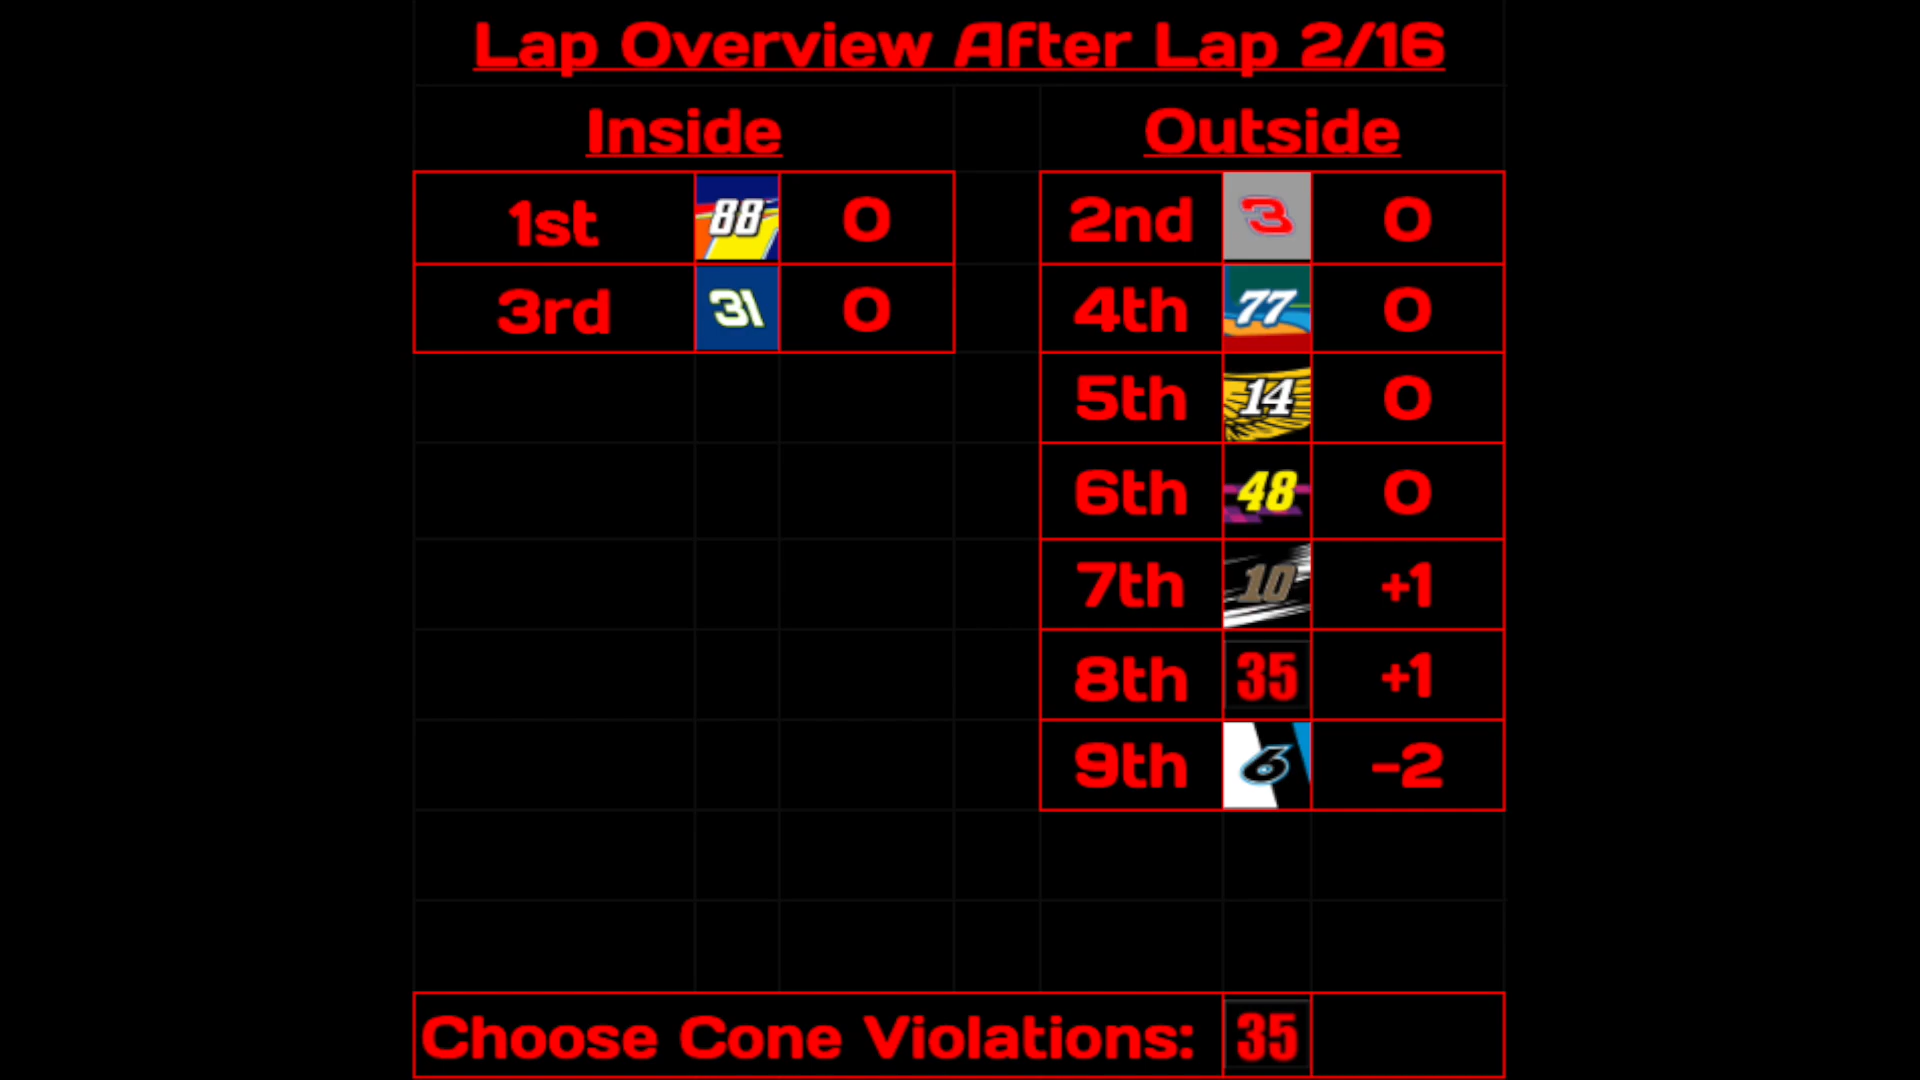 Lap Overview After Lap 2/16
Inside Outside
1st 88 0 2nd 3 0
3rd 31 0 4th 77 0
5th 14 0
6th 48 0
7th 10 +1
8th 35 +1
9th 6 -2
Choose Cone Violations: 35